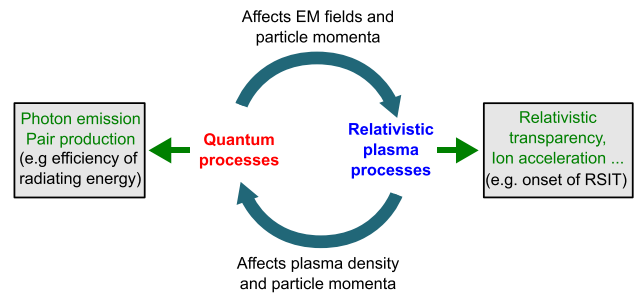 Affects EM fields and
particle momenta
Photon emission
Pair production
(e.g efficiency of
radiating energy)
Quantum
processes
Relativistic
plasma
processes
Relativistic
transparency,
Ion acceleration ...
(e.g. onset of RSIT)
Affects plasma density
and particle momenta